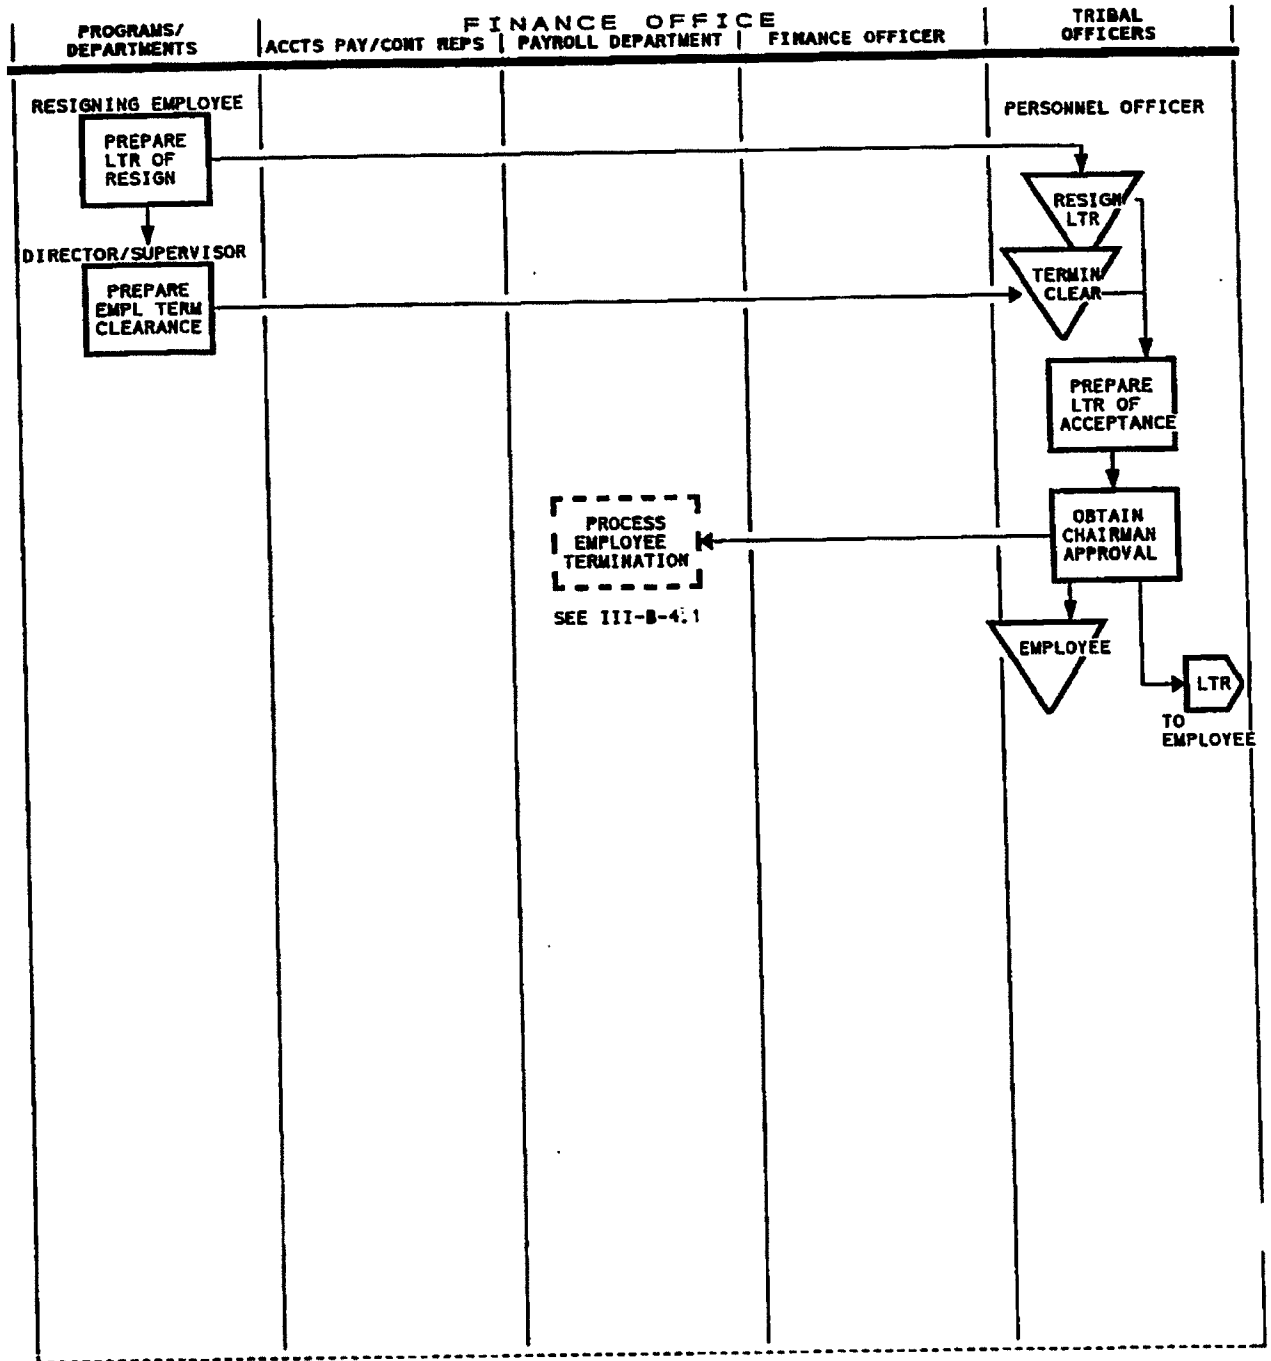 FINANCE OFFICE
PROGRAMS/
DEPARTMENTS
ACCTS PAY/CONT REPS
PAYROLL DEPARTMENT
FINANCE OFFICER
TRIBAL
OFFICERS
RESIGNING EMPLOYEE
PREPARE
LTR OF
RESIGN
DIRECTOR/SUPERVISOR
PREPARE
EMPL TERM
CLEARANCE
PERSONNEL OFFICER
RESIGN
LTR
TERMIN
CLEAR
PREPARE
LTR OF
ACCEPTANCE
OBTAIN
CHAIRMAN
APPROVAL
PROCESS
EMPLOYEE
TERMINATION
SEE III-B-4.1
EMPLOYEE
LTR
TO
EMPLOYEE